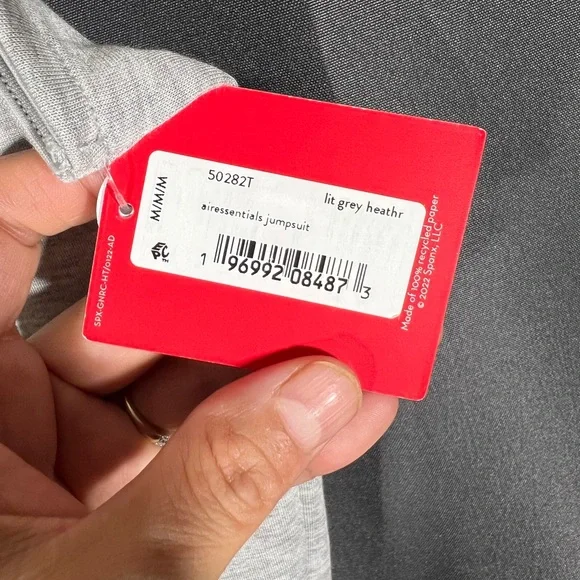 50282T
lit grey heathr
M/M/M
airessentials jumpsuit
1 96992 08487 3
Made of 100% recycled paper
© 2022 Spanx, LLC
SPX-GNRC-HT/0122-AD